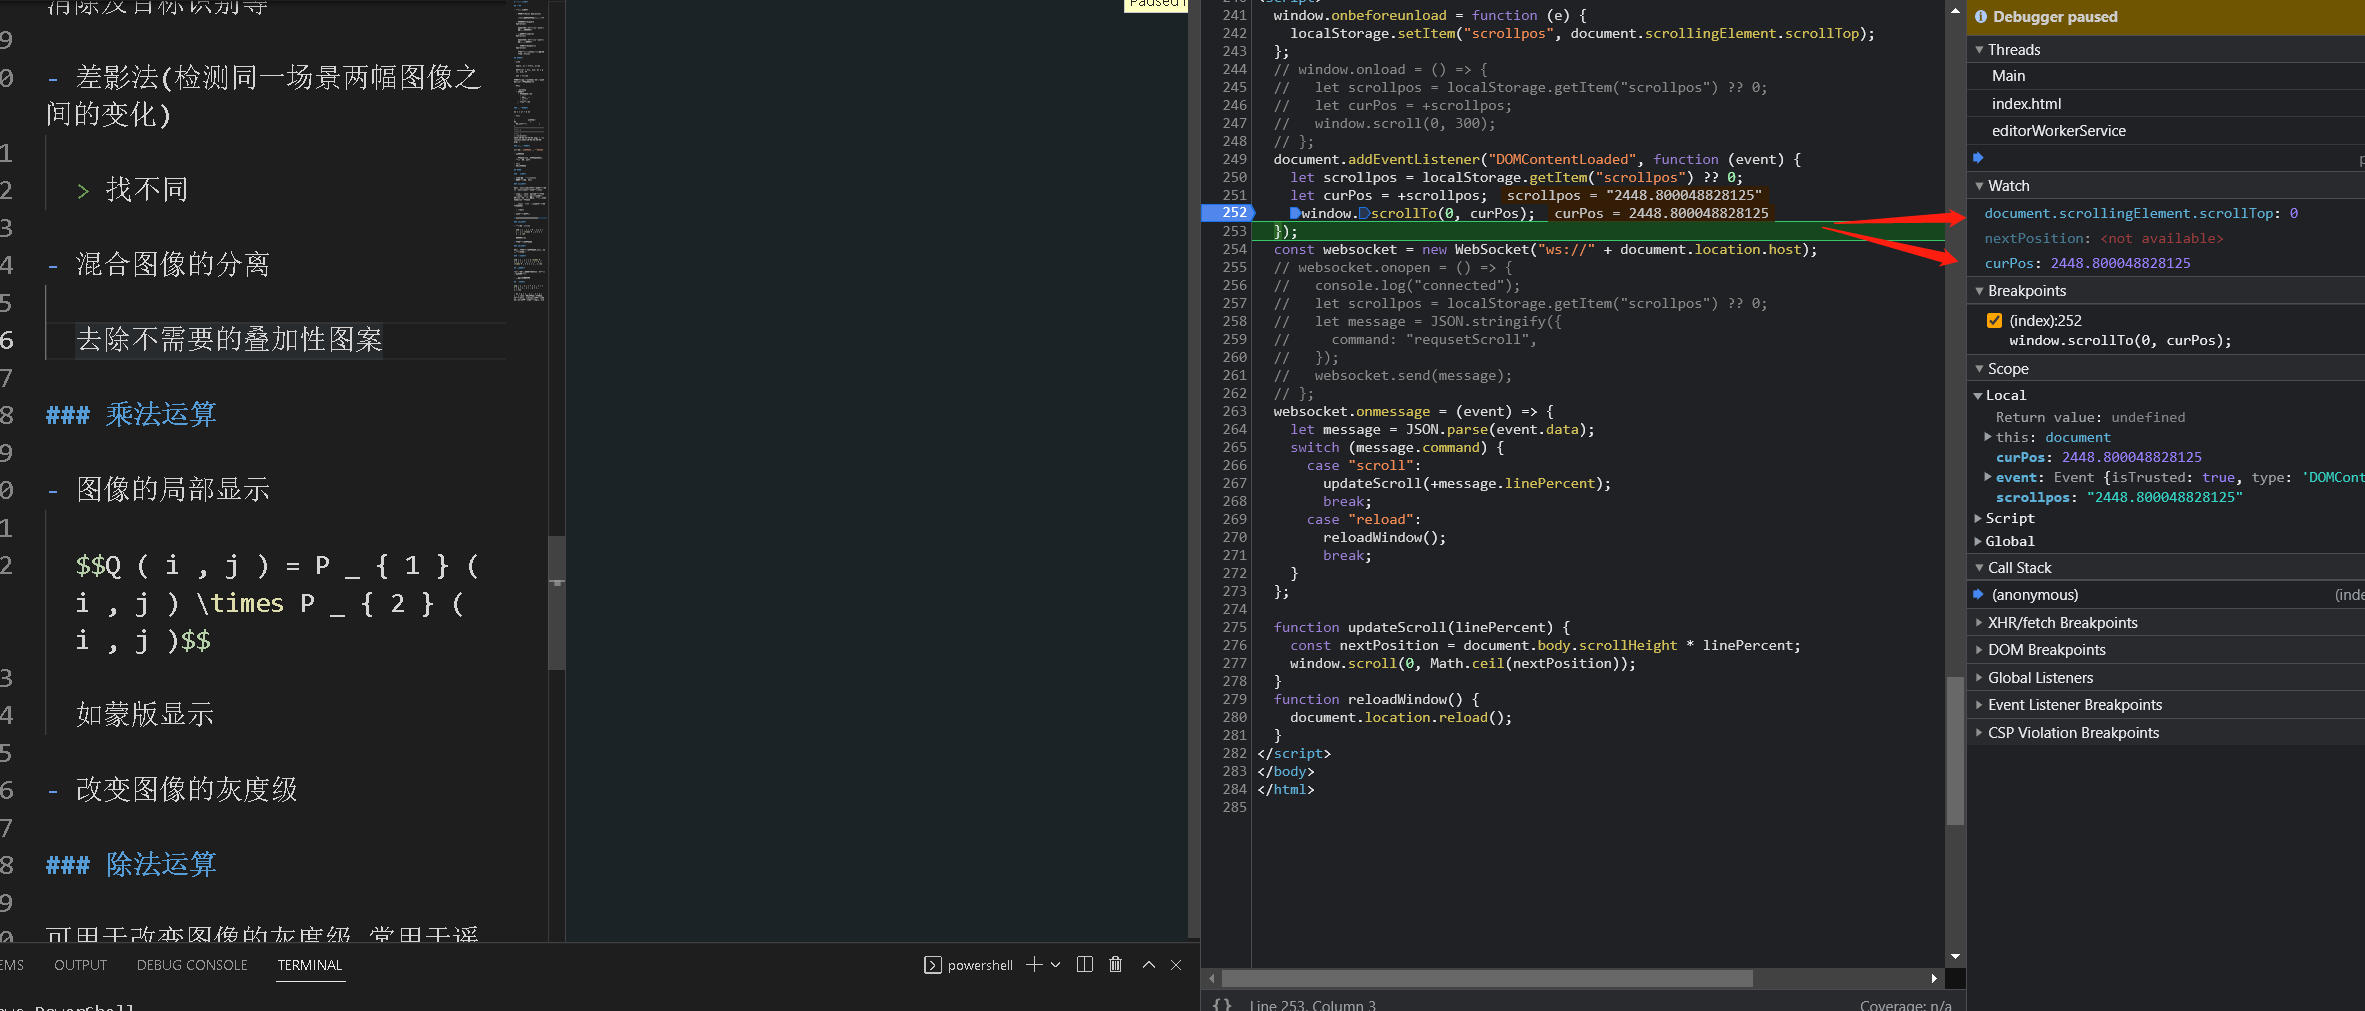 消除及目标识别等
9
0
- 差影法(检测同一场景两幅图像之
间的变化)
1
2
> 找不同
3
4
- 混合图像的分离
5
6
去除不需要的叠加性图案
7
8
### 乘法运算
9
0
- 图像的局部显示
1
2
$$Q ( i , j ) = P _ { 1 } (
i , j ) \times P _ { 2 } (
i , j )$$
3
4
如蒙版显示
5
6
- 改变图像的灰度级
7
8
### 除法运算
9
0
可用于改变图像的灰度级 常用于遥
EMS
OUTPUT
DEBUG CONSOLE
TERMINAL
powershell
PowerShell
Paused i
240 <script>
241 window.onbeforeunload = function (e) {
242 localStorage.setItem("scrollpos", document.scrollingElement.scrollTop);
243 };
244 // window.onload = () => {
245 // let scrollpos = localStorage.getItem("scrollpos") ?? 0;
246 // let curPos = +scrollpos;
247 // window.scroll(0, 300);
248 // };
249 document.addEventListener("DOMContentLoaded", function (event) {
250 let scrollpos = localStorage.getItem("scrollpos") ?? 0;
251 let curPos = +scrollpos; scrollpos = "2448.800048828125"
252 window.scrollTo(0, curPos); curPos = 2448.800048828125
253 });
254 const websocket = new WebSocket("ws://" + document.location.host);
255 // websocket.onopen = () => {
256 // console.log("connected");
257 // let scrollpos = localStorage.getItem("scrollpos") ?? 0;
258 // let message = JSON.stringify({
259 // command: "requsetScroll",
260 // });
261 // websocket.send(message);
262 // };
263 websocket.onmessage = (event) => {
264 let message = JSON.parse(event.data);
265 switch (message.command) {
266 case "scroll":
267 updateScroll(+message.linePercent);
268 break;
269 case "reload":
270 reloadWindow();
271 break;
272 }
273 };
274
275 function updateScroll(linePercent) {
276 const nextPosition = document.body.scrollHeight * linePercent;
277 window.scroll(0, Math.ceil(nextPosition));
278 }
279 function reloadWindow() {
280 document.location.reload();
281 }
282 </script>
283 </body>
284 </html>
285
{} Line 253, Column 3
Coverage: n/a
Debugger paused
Threads
Main
index.html
editorWorkerService
Watch
document.scrollingElement.scrollTop: 0
nextPosition: <not available>
curPos: 2448.800048828125
Breakpoints
(index):252
window.scrollTo(0, curPos);
Scope
Local
Return value: undefined
this: document
curPos: 2448.800048828125
event: Event {isTrusted: true, type: 'DOMCont
scrollpos: "2448.800048828125"
Script
Global
Call Stack
(anonymous)
(inde
XHR/fetch Breakpoints
DOM Breakpoints
Global Listeners
Event Listener Breakpoints
CSP Violation Breakpoints